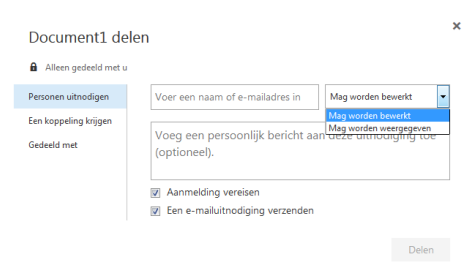 Document1 delen
Alleen gedeeld met u
Personen uitnodigen
Een koppeling krijgen
Gedeeld met
Voer een naam of e-mailadres in
Mag worden bewerkt
Mag worden bewerkt
Mag worden weergegeven
Voeg een persoonlijk bericht aan deze uitnodiging toe
(optioneel).
Aanmelding vereisen
Een e-mailuitnodiging verzenden
Delen